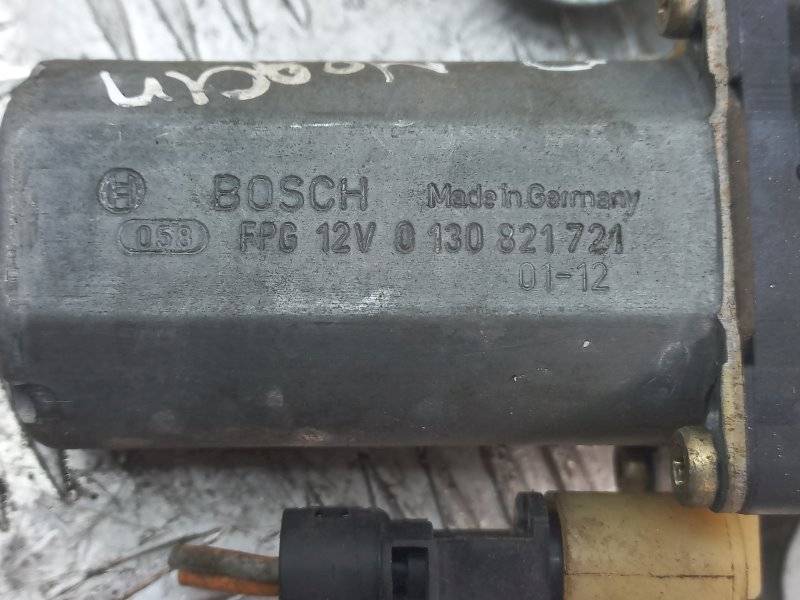 BOSCH Made in Germany
058 FPG 12V 0 130 821 721
01-12